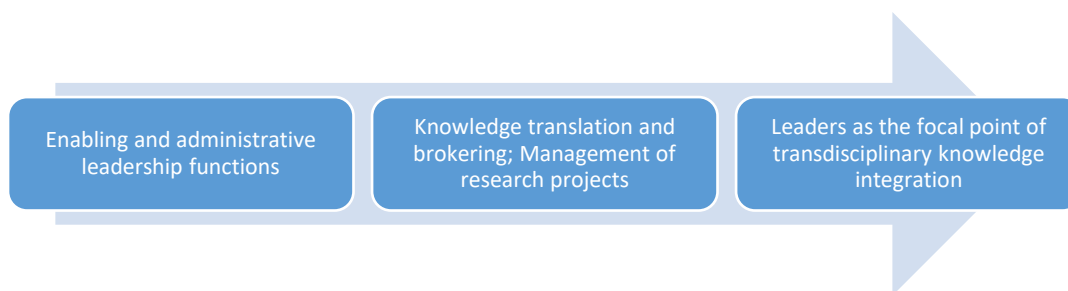 Enabling and administrative
leadership functions
Knowledge translation and
brokering; Management of
research projects
Leaders as the focal point of
transdisciplinary knowledge
integration